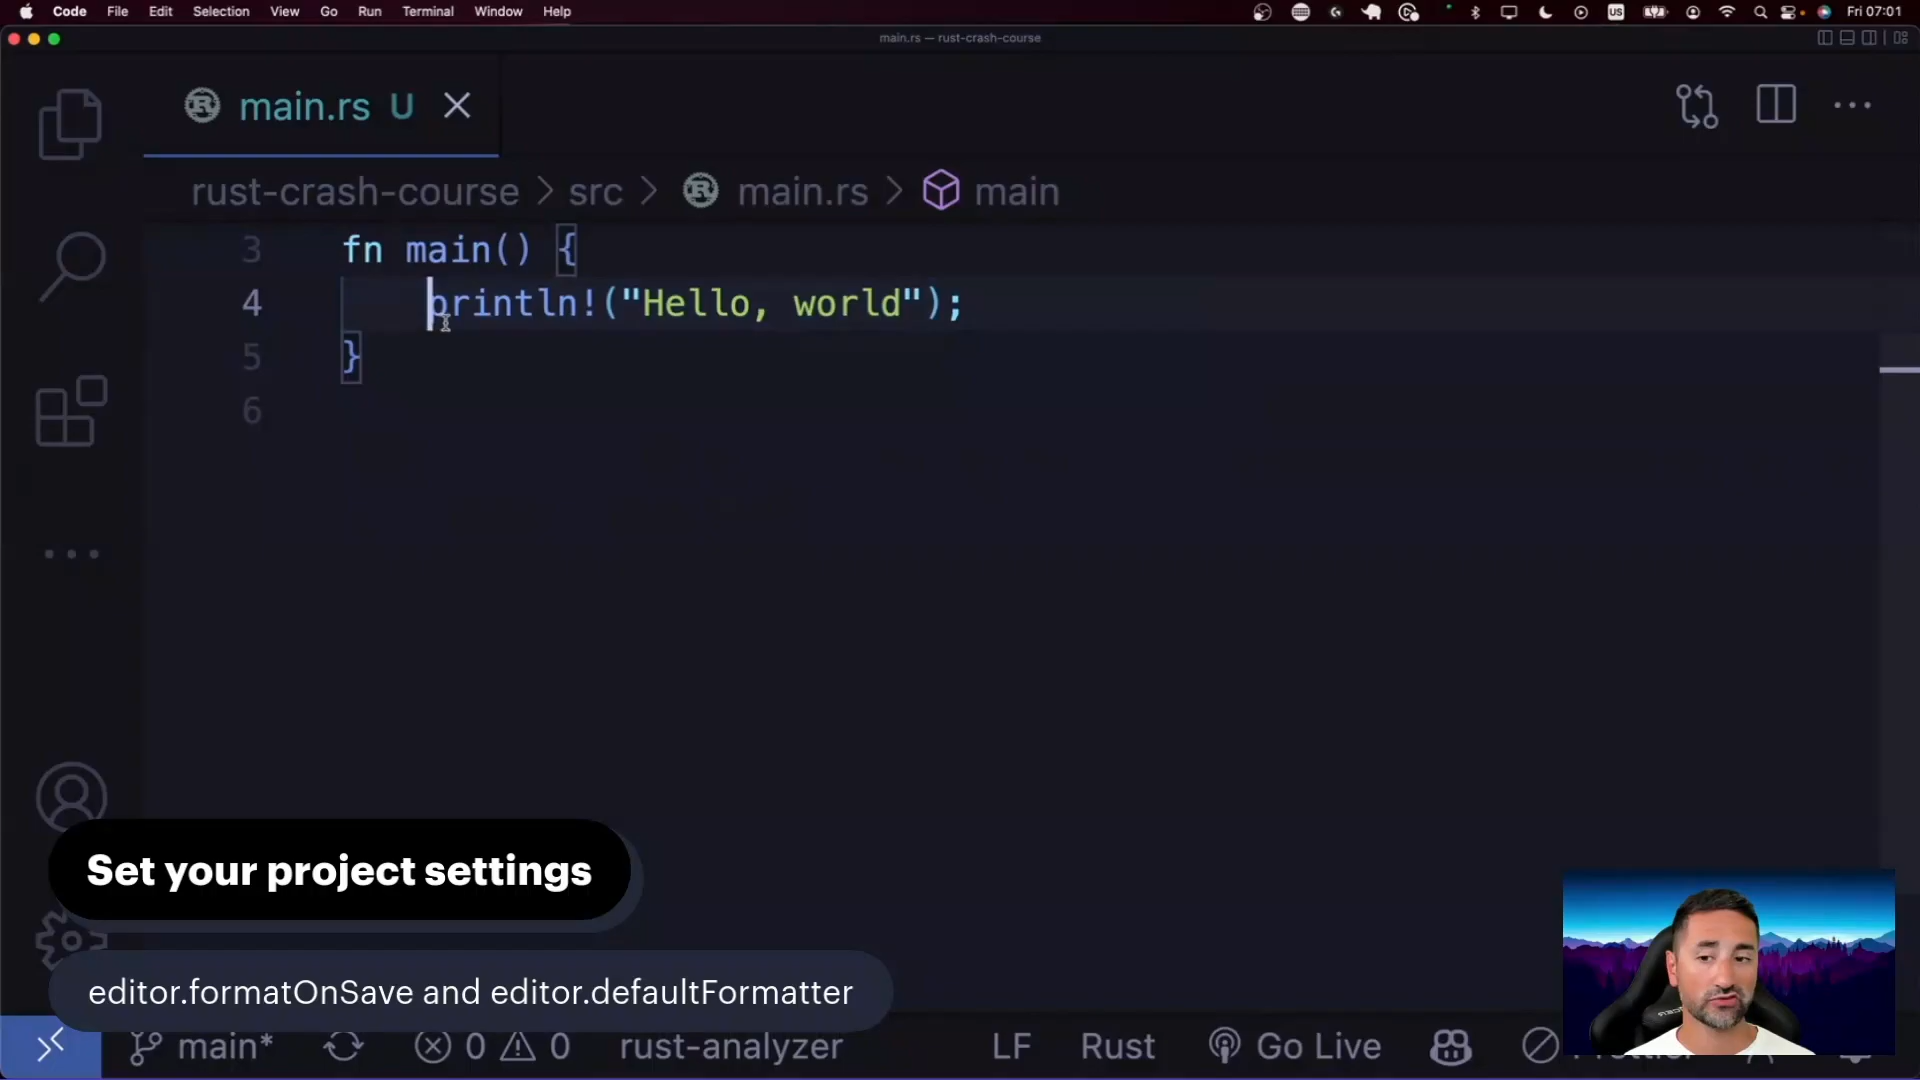 Code File Edit Selection View Go Run Terminal Window Help US Fri 07:01
main.rs — rust-crash-course
main.rs U
rust-crash-course > src > main.rs > main
3 fn main() {
4 println!("Hello, world");
5 }
6
Set your project settings
editor.formatOnSave and editor.defaultFormatter
main* 0 0 rust-analyzer LF Rust Go Live